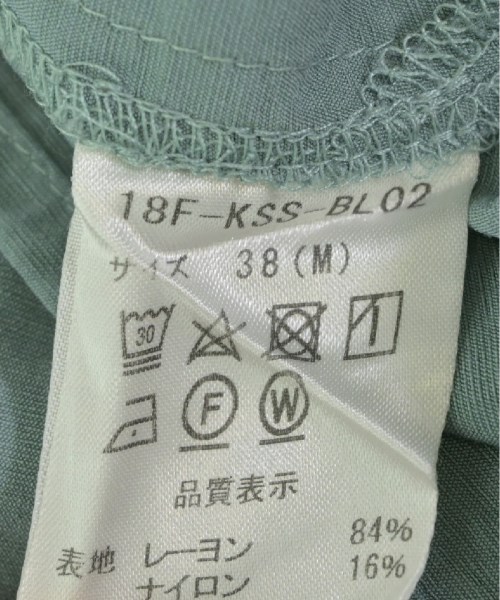 18F-KSS-BL02
サイズ 38(M)
30
F W
品質表示
表地 レーヨン 84%
ナイロン 16%